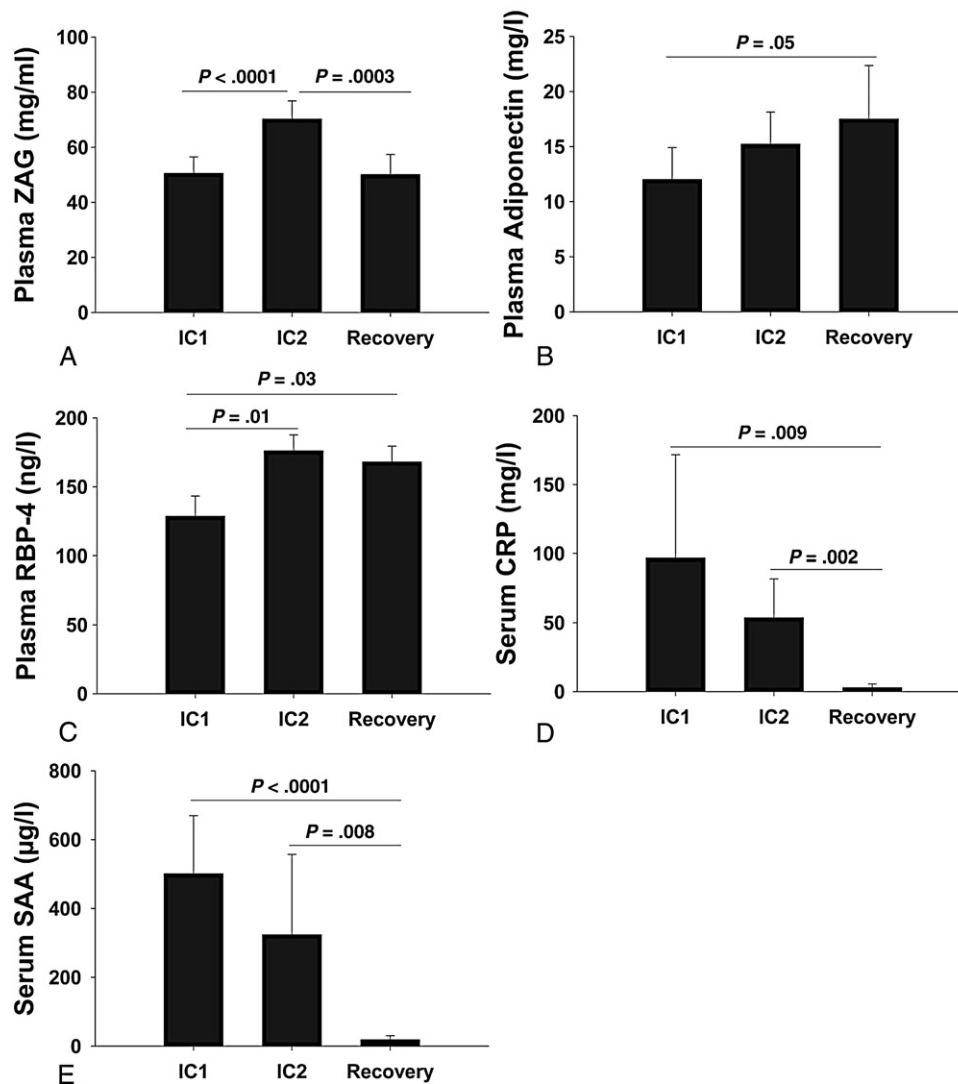 Plasma ZAG (mg/ml)
100
80
60
40
20
0
P < .0001
P = .0003
IC1 IC2 Recovery
A
Plasma Adiponectin (mg/l)
25
20
15
10
5
0
P = .05
IC1 IC2 Recovery
B
Plasma RBP-4 (ng/l)
200
150
100
50
0
P = .03
P = .01
IC1 IC2 Recovery
C
Serum CRP (mg/l)
200
150
100
50
0
P = .009
P = .002
IC1 IC2 Recovery
D
Serum SAA (µg/l)
800
600
400
200
0
P < .0001
P = .008
IC1 IC2 Recovery
E